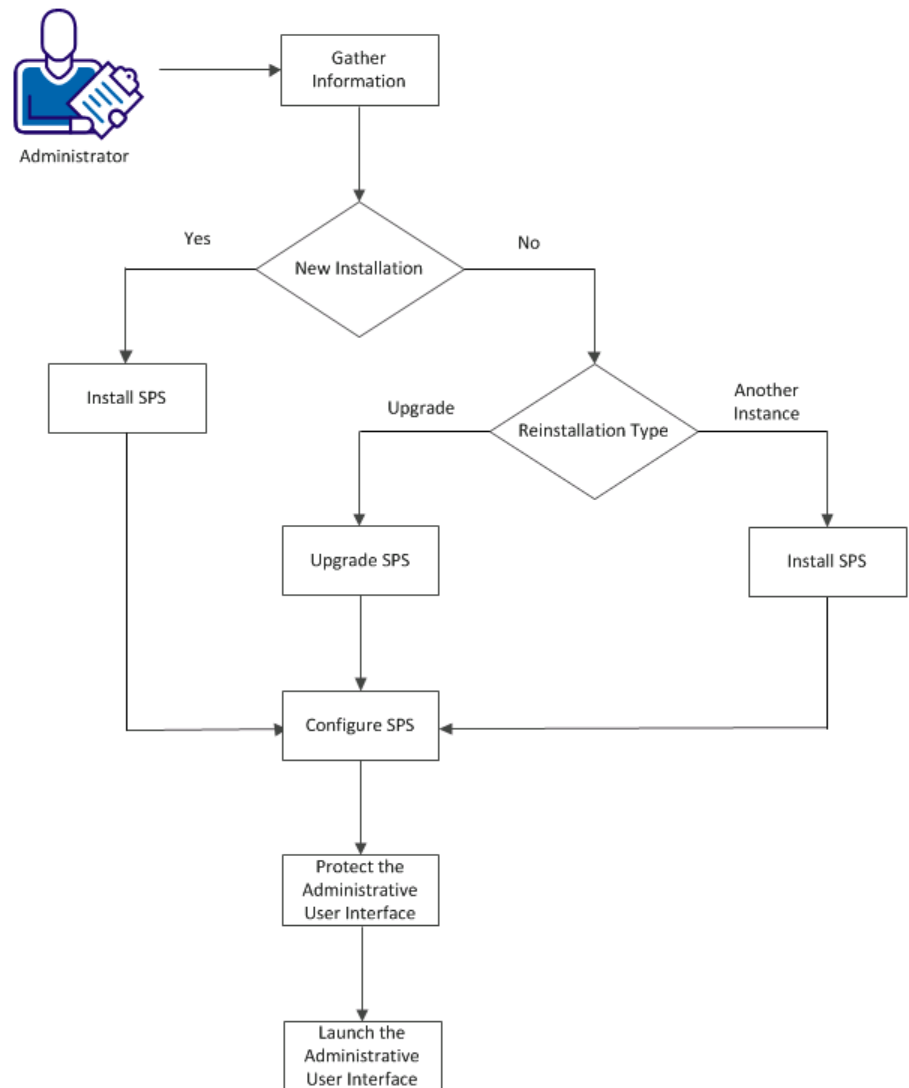 Gather
Information
Administrator
Yes
No
New Installation
Install SPS
Upgrade
Reinstallation Type
Another
Instance
Upgrade SPS
Install SPS
Configure SPS
Protect the
Administrative
User Interface
Launch the
Administrative
User Interface